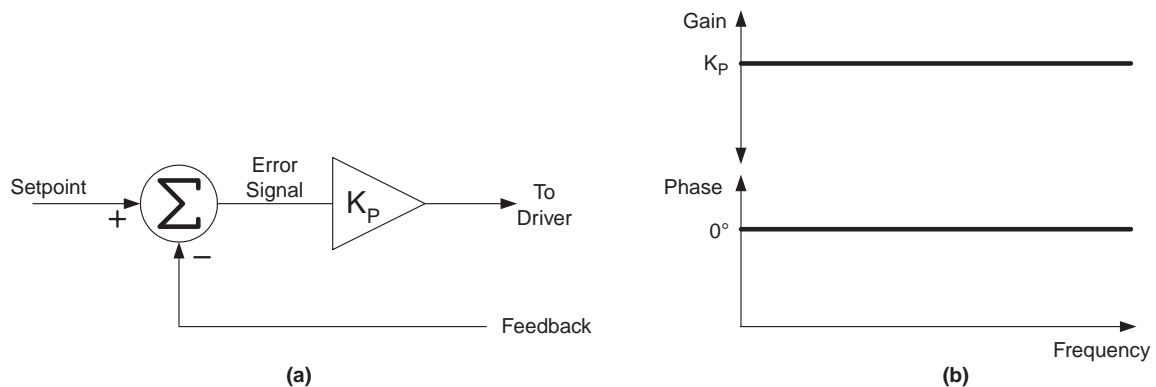 Setpoint
+
Σ
−
Error
Signal
K_P
To
Driver
Feedback
(a)
Gain
K_P
Phase
0°
Frequency
(b)